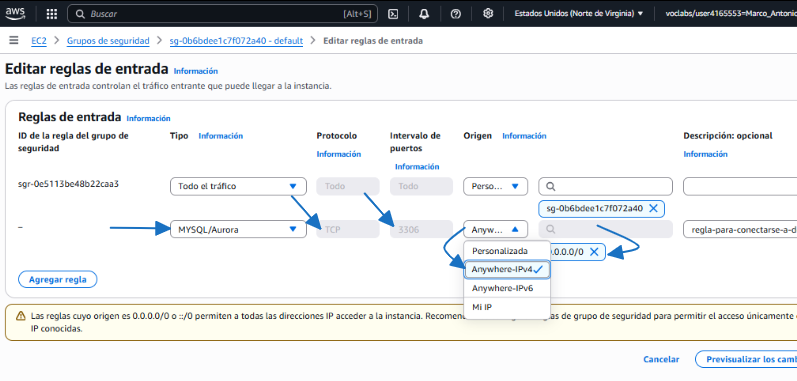 aws
Buscar
[Alt+S]
Estados Unidos (Norte de Virginia)
voclabs/user4165553=Marco_Antonio
EC2 > Grupos de seguridad > sg-0b6bdee1c7f072a40 - default > Editar reglas de entrada
Editar reglas de entrada Información
Las reglas de entrada controlan el tráfico entrante que puede llegar a la instancia.
Reglas de entrada Información
ID de la regla del grupo de seguridad
Tipo Información
Protocolo Información
Intervalo de puertos Información
Origen Información
Descripción: opcional Información
sgr-0e5113be48b22caa3
Todo el tráfico
Todo
Todo
Perso...
sg-0b6bdee1c7f072a40
–
MYSQL/Aurora
TCP
3306
Anyw...
regla-para-conectarse-a-d
0.0.0.0/0
Personalizada
Anywhere-IPv4
Anywhere-IPv6
Mi IP
Agregar regla
Las reglas cuyo origen es 0.0.0.0/0 o ::/0 permiten a todas las direcciones IP acceder a la instancia. Recomen
glas de grupo de seguridad para permitir el acceso únicamente
IP conocidas.
Cancelar
Previsualizar los camb